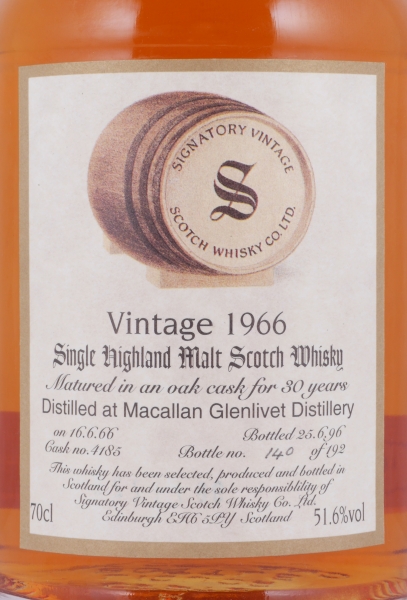 SIGNATORY VINTAGE
S
SCOTCH WHISKY CO. LTD.
Vintage 1966
Single Highland Malt Scotch Whisky
Matured in an oak cask for 30 years
Distilled at Macallan Glenlivet Distillery
on 16.6.66 Bottled 25.6.96
Cask no.4185 Bottle no. 140 of 192
This whisky has been selected, produced and bottled in
Scotland for and under the sole responsiblility of
Signatory Vintage Scotch Whisky Co. Ltd.
70cl Edinburgh EH6 5PY Scotland 51.6%vol